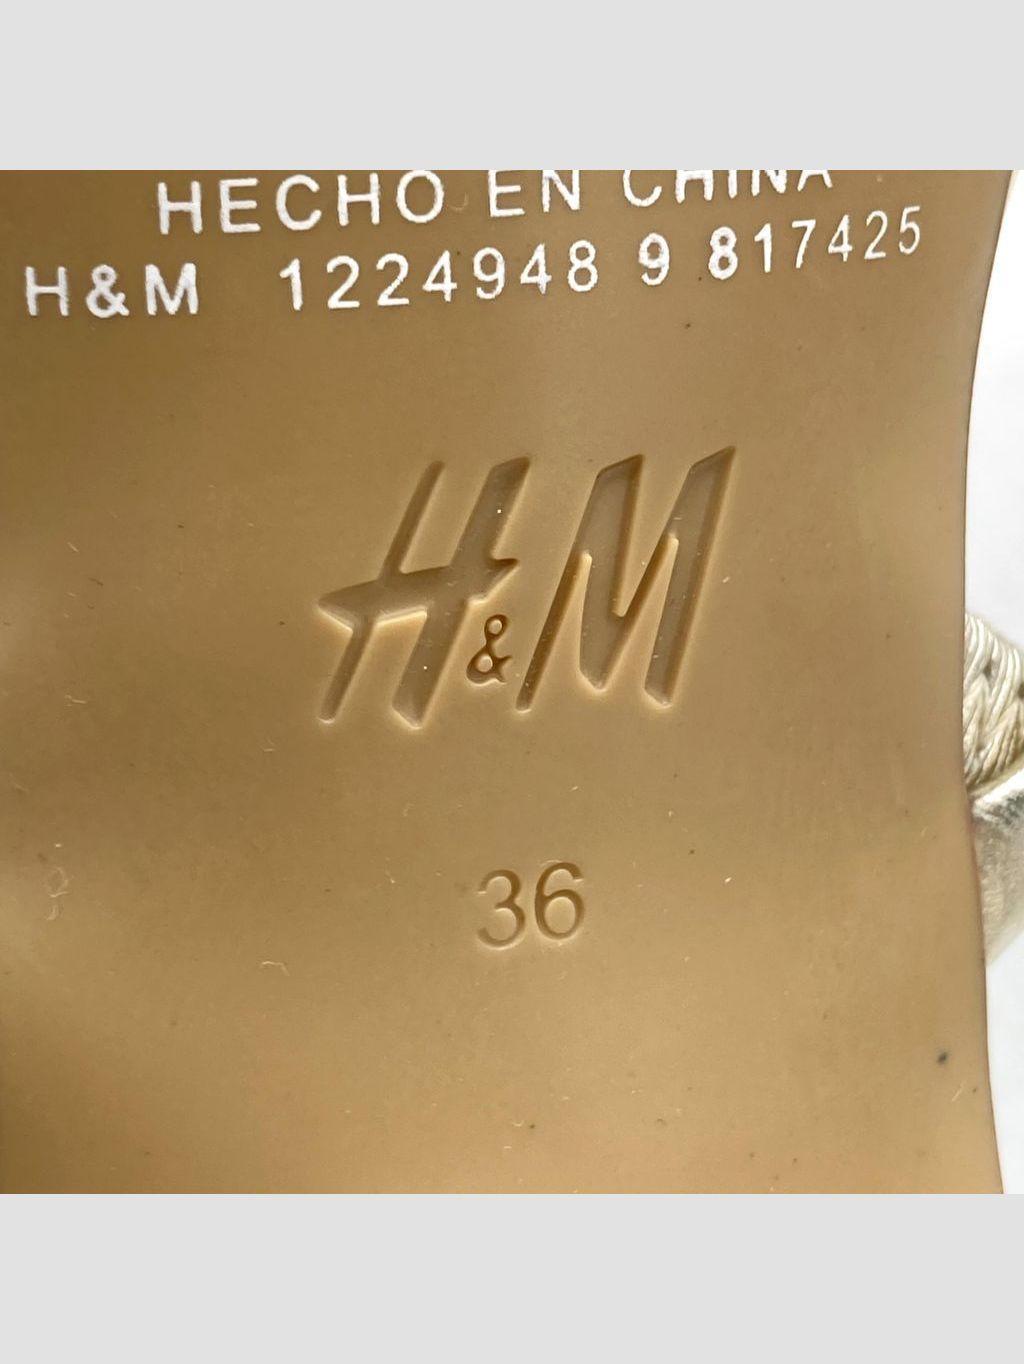 HECHO EN CHINA
H&M 1224948 9 817425
H&M
36